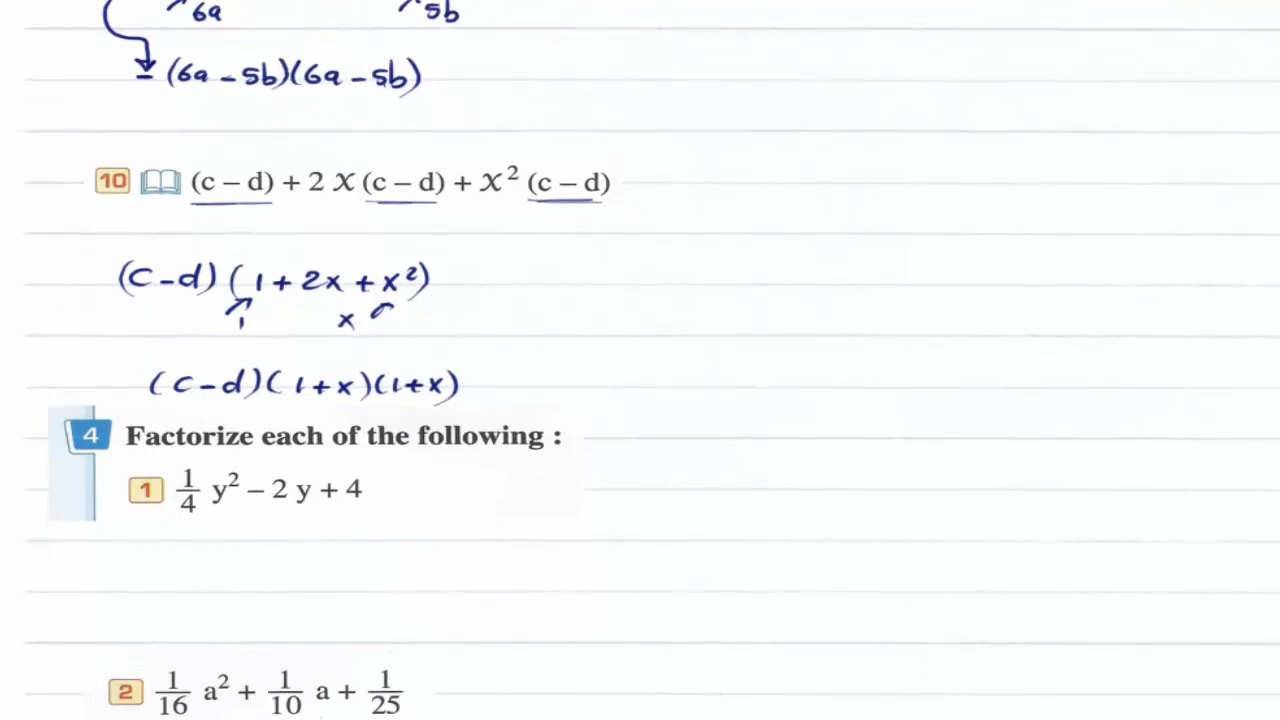 6a 5b
- (6a - 5b)(6a - 5b)
10 (c – d) + 2 X (c – d) + X² (c – d)
(c - d) (1 + 2x + x²)
1 x
(c - d)(1 + x)(1 + x)
4 Factorize each of the following :
1 1/4 y² – 2 y + 4
2 1/16 a² + 1/10 a + 1/25